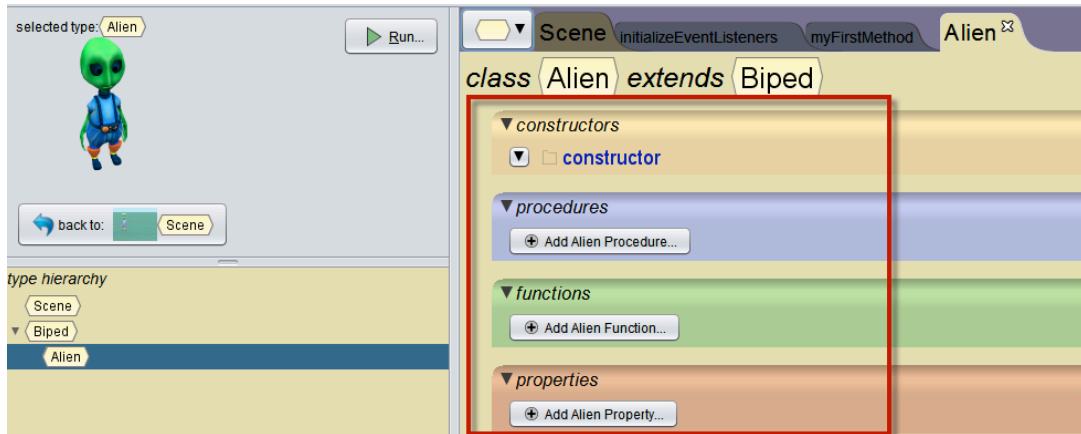 selected type: Alien
Run...
back to: Scene
type hierarchy
Scene
Biped
Alien
Scene initializeEventListeners myFirstMethod Alien
class Alien extends Biped
constructors
constructor
procedures
Add Alien Procedure...
functions
Add Alien Function...
properties
Add Alien Property...